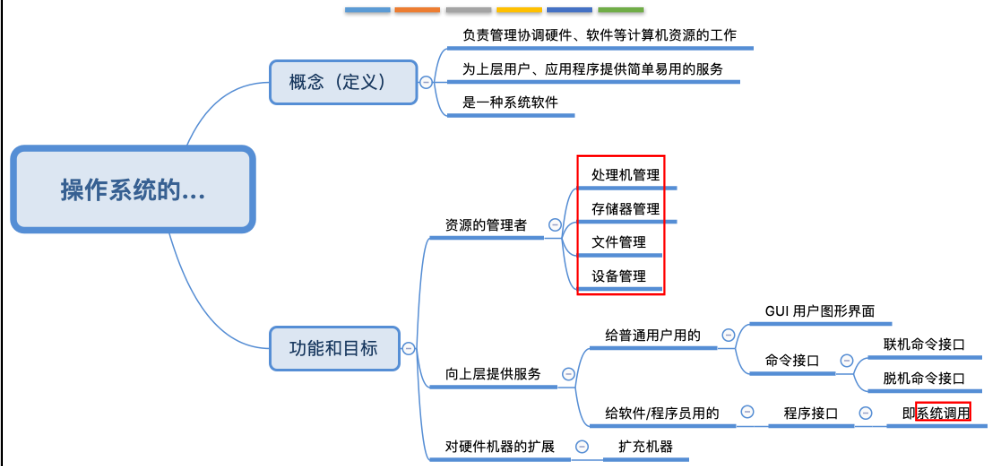 操作系统的...
概念（定义）
负责管理协调硬件、软件等计算机资源的工作
为上层用户、应用程序提供简单易用的服务
是一种系统软件
功能和目标
资源的管理者
处理机管理
存储器管理
文件管理
设备管理
向上层提供服务
给普通用户用的
GUI 用户图形界面
命令接口
联机命令接口
脱机命令接口
给软件/程序员用的
程序接口
即系统调用
对硬件机器的扩展
扩充机器